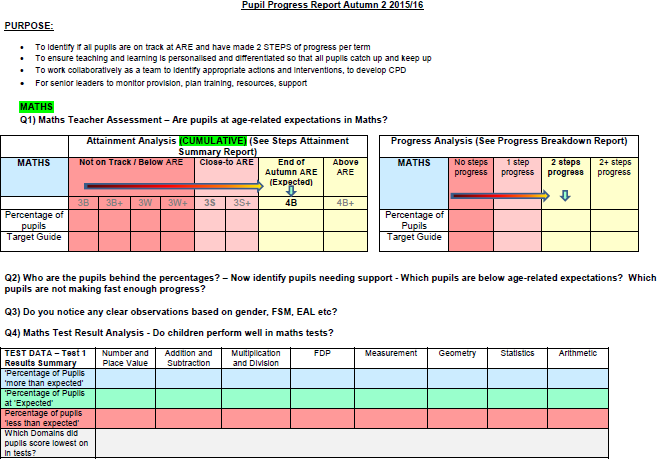 Pupil Progress Report Autumn 2 2015/16
PURPOSE:
• To identify if all pupils are on track at ARE and have made 2 STEPS of progress per term
• To ensure teaching and learning is personalised and differentiated so that all pupils catch up and keep up
• To work collaboratively as a team to identify appropriate actions and interventions, to develop CPD
• For senior leaders to monitor provision, plan training, resources, support
MATHS
Q1) Maths Teacher Assessment – Are pupils at age-related expectations in Maths?
Attainment Analysis (CUMULATIVE) (See Steps Attainment
Summary Report)
MATHS
Not on Track / Below ARE
Close-to ARE
End of
Autumn ARE
(Expected)
Above
ARE
3B 3B+ 3W 3W+ 3S 3S+ 4B 4B+
Percentage of
pupils
Target Guide
Progress Analysis (See Progress Breakdown Report)
MATHS
No steps
progress
1 step
progress
2 steps
progress
2+ steps
progress
Percentage of
Pupils
Target Guide
Q2) Who are the pupils behind the percentages? – Now identify pupils needing support - Which pupils are below age-related expectations? Which
pupils are not making fast enough progress?
Q3) Do you notice any clear observations based on gender, FSM, EAL etc?
Q4) Maths Test Result Analysis - Do children perform well in maths tests?
TEST DATA – Test 1
Results Summary
Number and
Place Value
Addition and
Subtraction
Multiplication
and Division
FDP
Measurement
Geometry
Statistics
Arithmetic
'Percentage of Pupils
'more than expected'
'Percentage of Pupils
at 'Expected'
Percentage of pupils
'less than expected'
Which Domains did
pupils score lowest on
in tests?